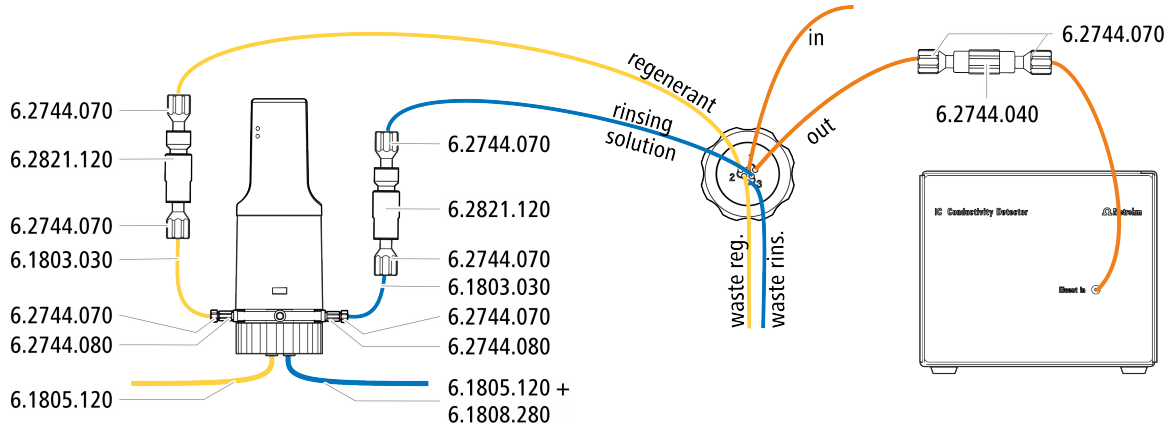 6.2744.070
6.2821.120
6.2744.070
6.1803.030
6.2744.070
6.2744.080
6.1805.120
6.2744.070
6.2821.120
6.2744.070
6.1803.030
6.2744.070
6.2744.080
6.1805.120 +
6.1808.280
regenerant
rinsing
solution
in
out
2
3
waste reg.
waste rins.
6.2744.070
6.2744.040
IC Conductivity Detector
Metrohm
Eluent in